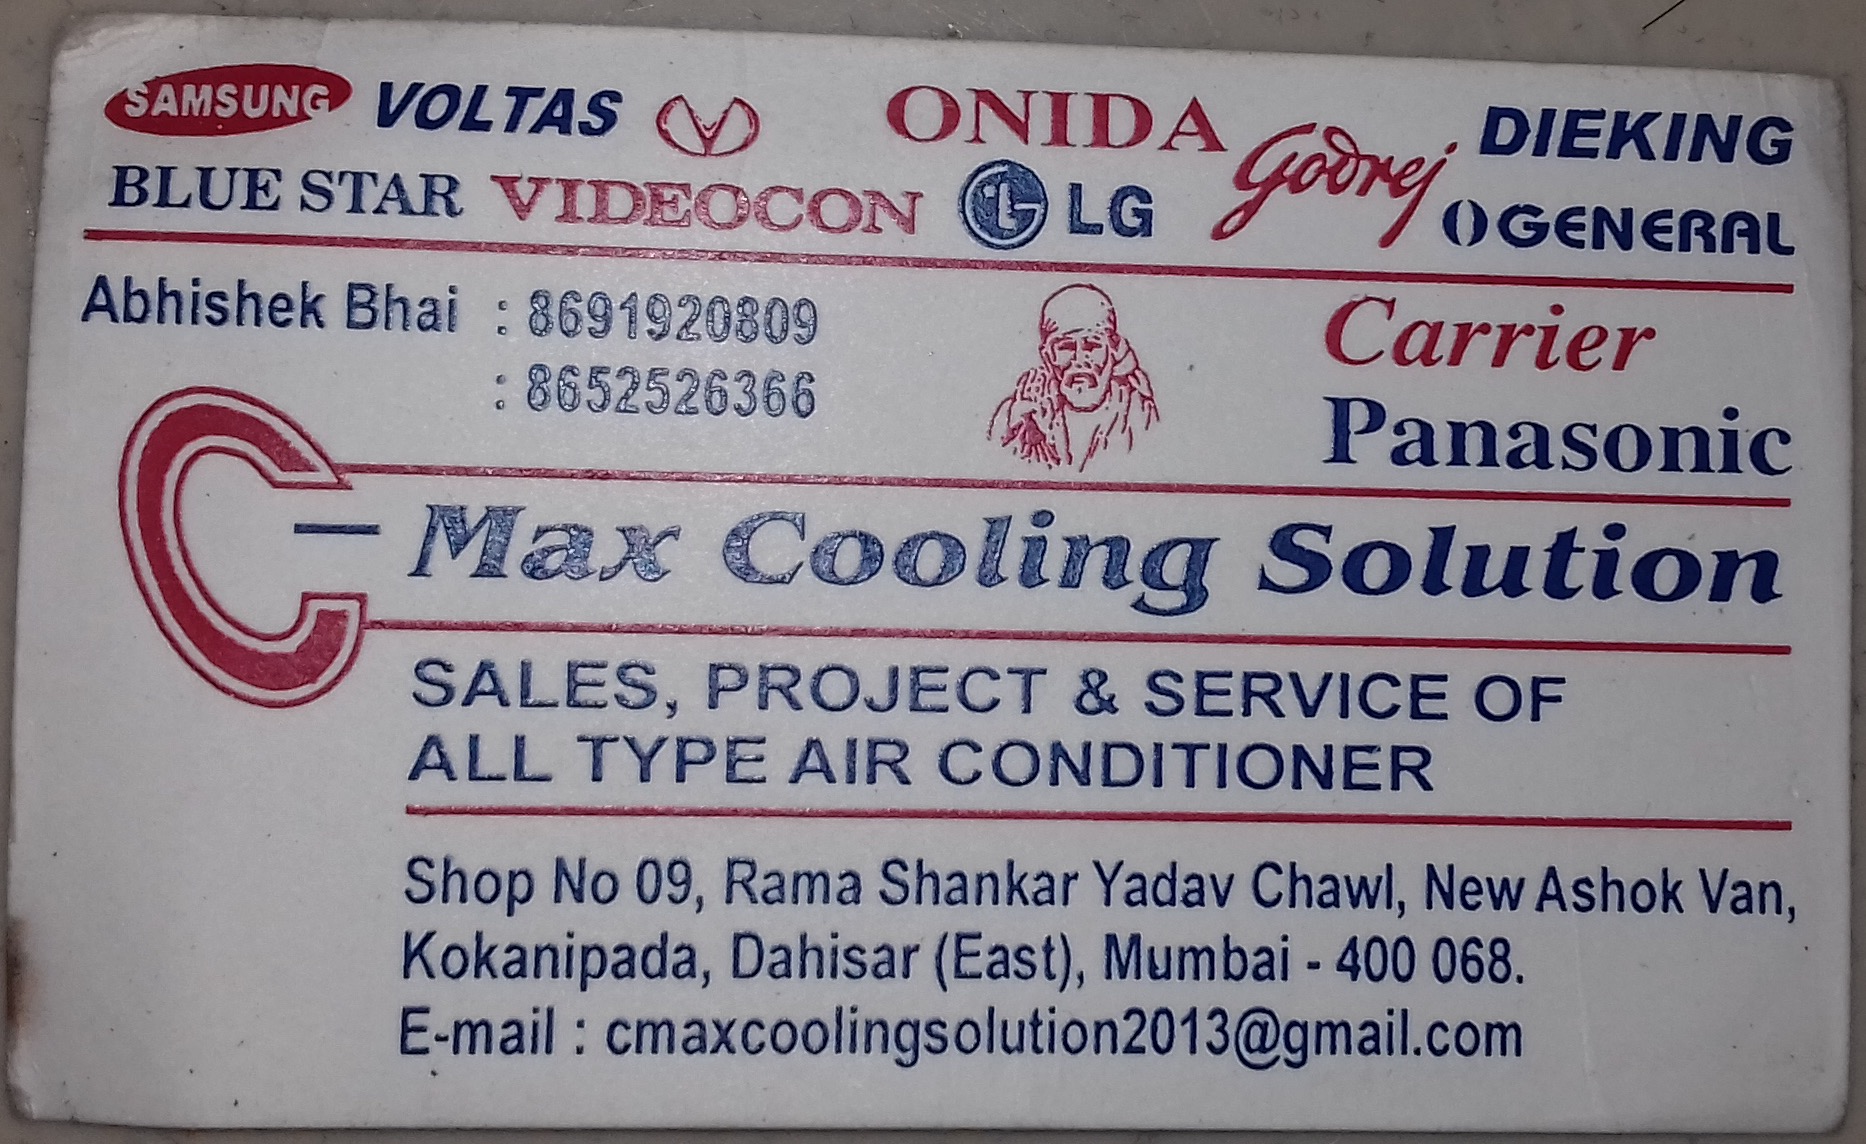 SAMSUNG VOLTAS ONIDA Godrej DIEKING
BLUE STAR VIDEOCON LG OGENERAL
Abhishek Bhai : 8691920809
: 8652526366
Carrier
Panasonic
C-Max Cooling Solution
SALES, PROJECT & SERVICE OF
ALL TYPE AIR CONDITIONER
Shop No 09, Rama Shankar Yadav Chawl, New Ashok Van,
Kokanipada, Dahisar (East), Mumbai - 400 068.
E-mail : cmaxcoolingsolution2013@gmail.com